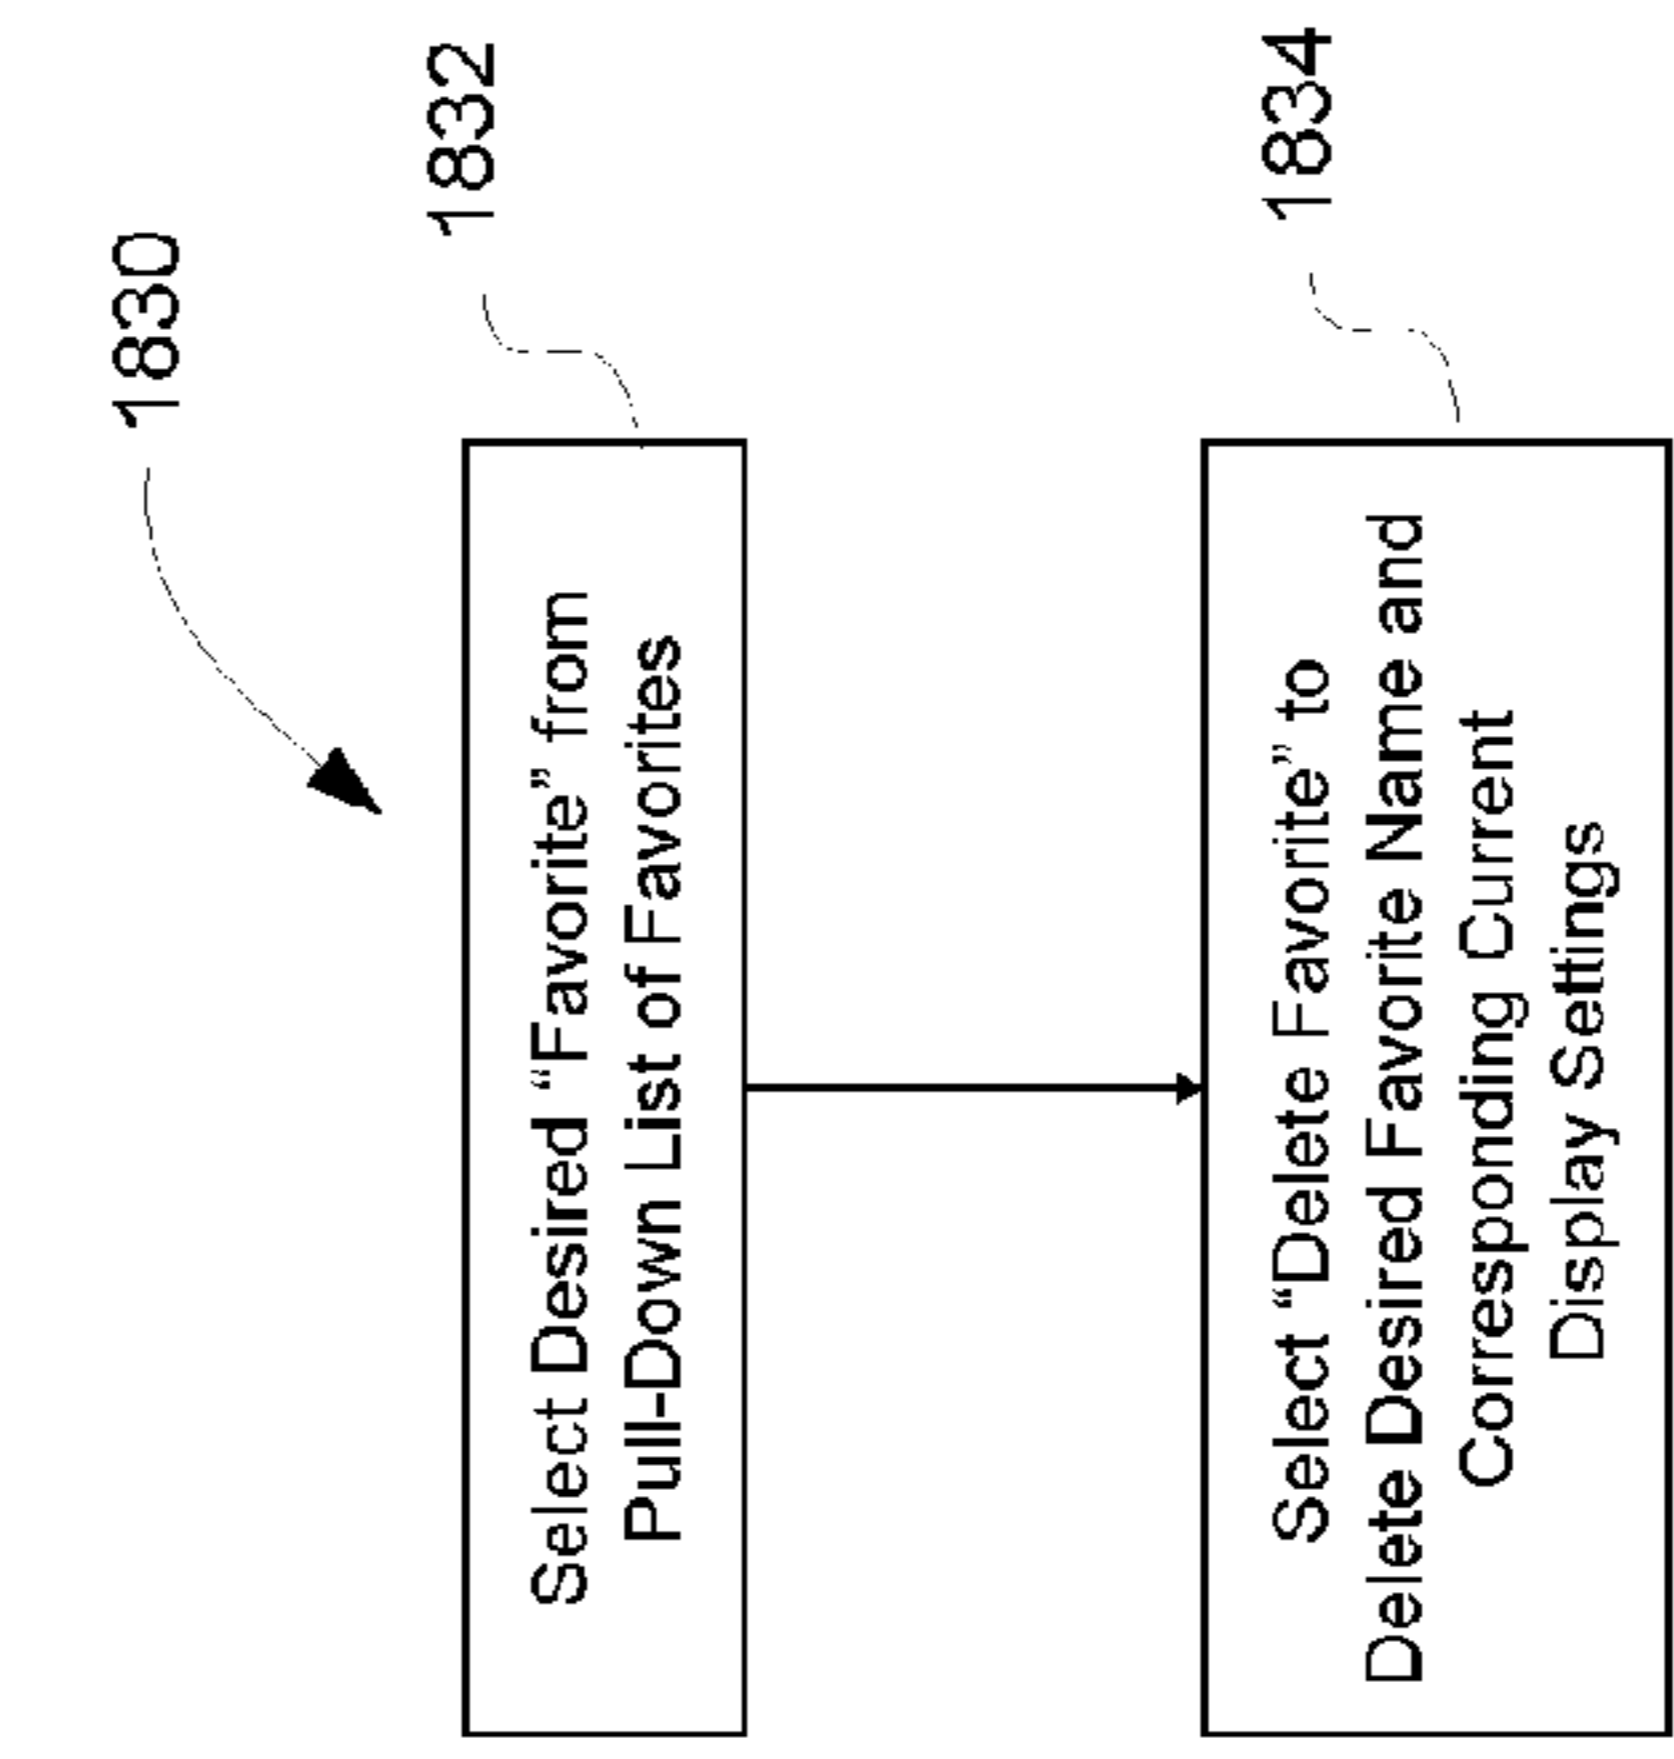 1830
1832
Select Desired “Favorite” from
Pull-Down List of Favorites
1834
Select “Delete Favorite” to
Delete Desired Favorite Name and
Corresponding Current
Display Settings